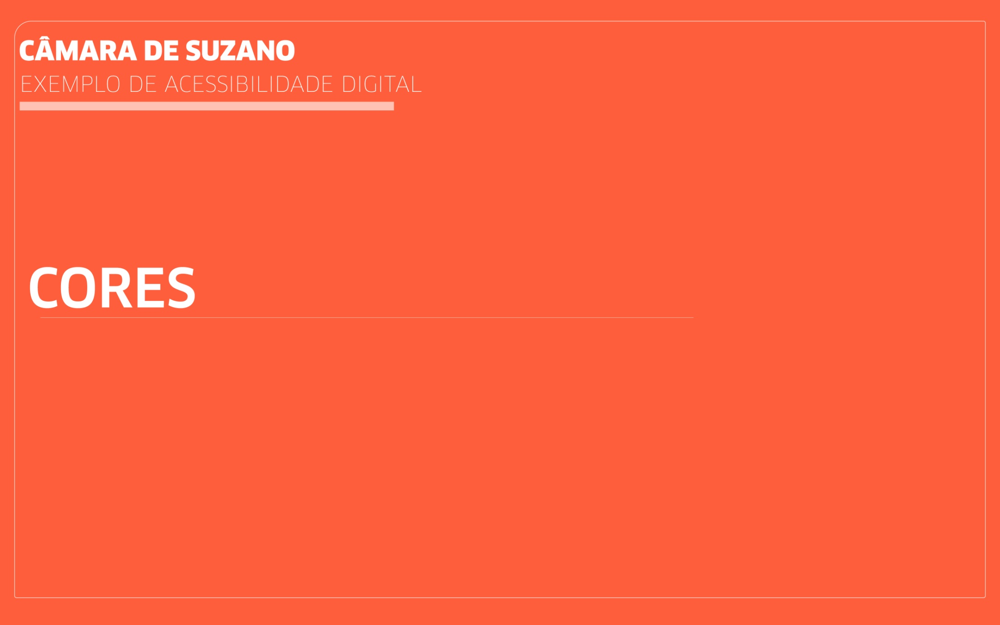 CÂMARA DE SUZANO
EXEMPLO DE ACESSIBILIDADE DIGITAL
CORES